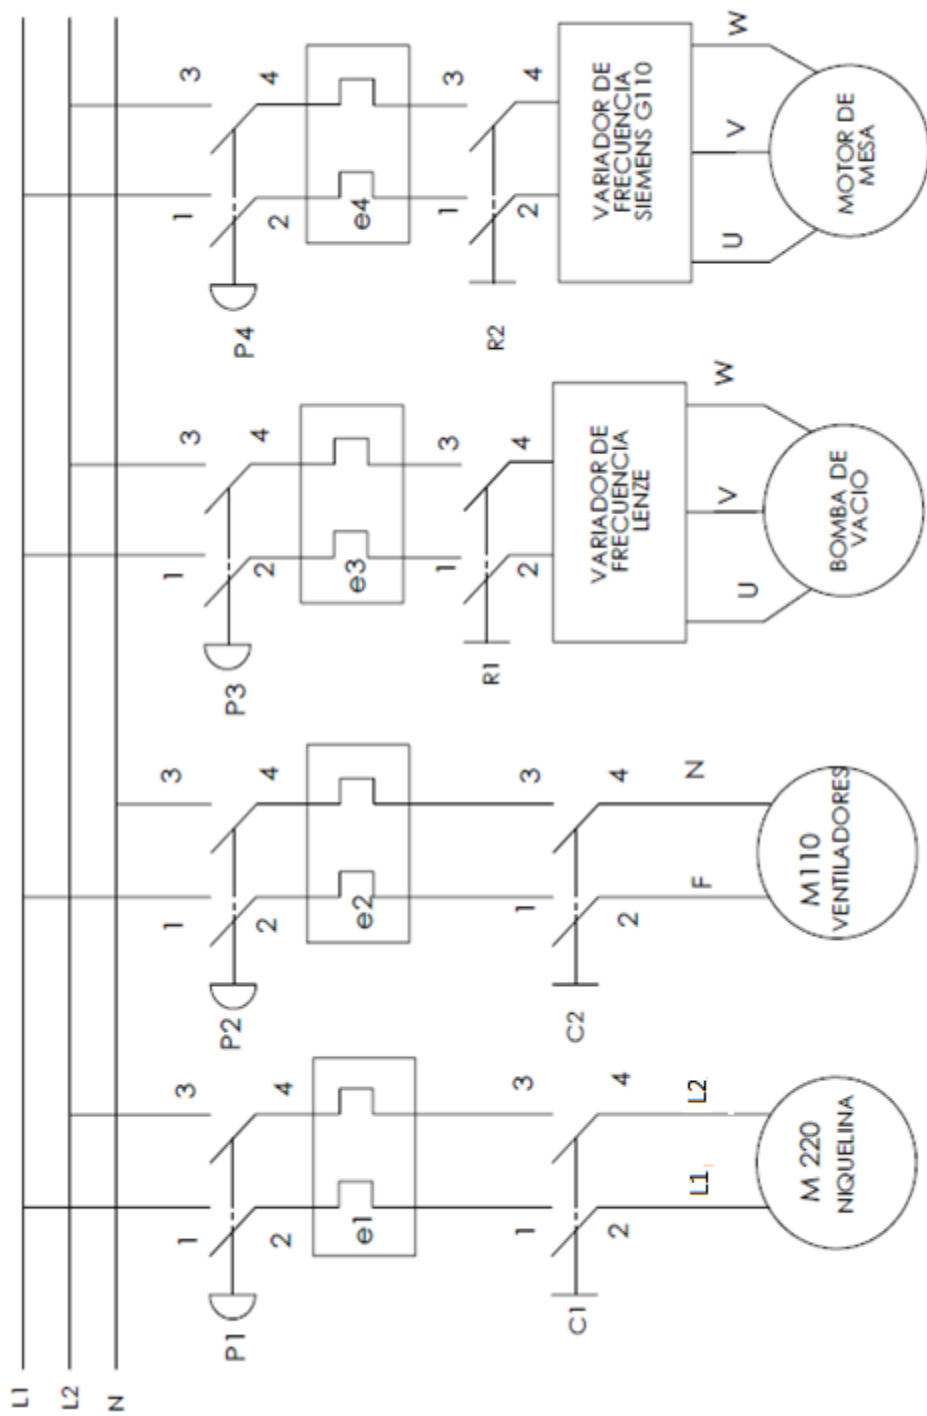 L1
L2
N
P1
1
3
2
4
e1
C1
1
3
2
4
L1
L2
M 220
NIQUELINA
P2
1
3
2
4
e2
C2
1
3
2
4
F
N
M110
VENTILADORES
P3
1
3
2
4
e3
R1
1
3
2
4
VARIADOR DE
FRECUENCIA
LENZE
U
V
W
BOMBA DE
VACIO
P4
1
3
2
4
e4
R2
1
3
2
4
VARIADOR DE
FRECUENCIA
SIEMENS G110
U
V
W
MOTOR DE
MESA